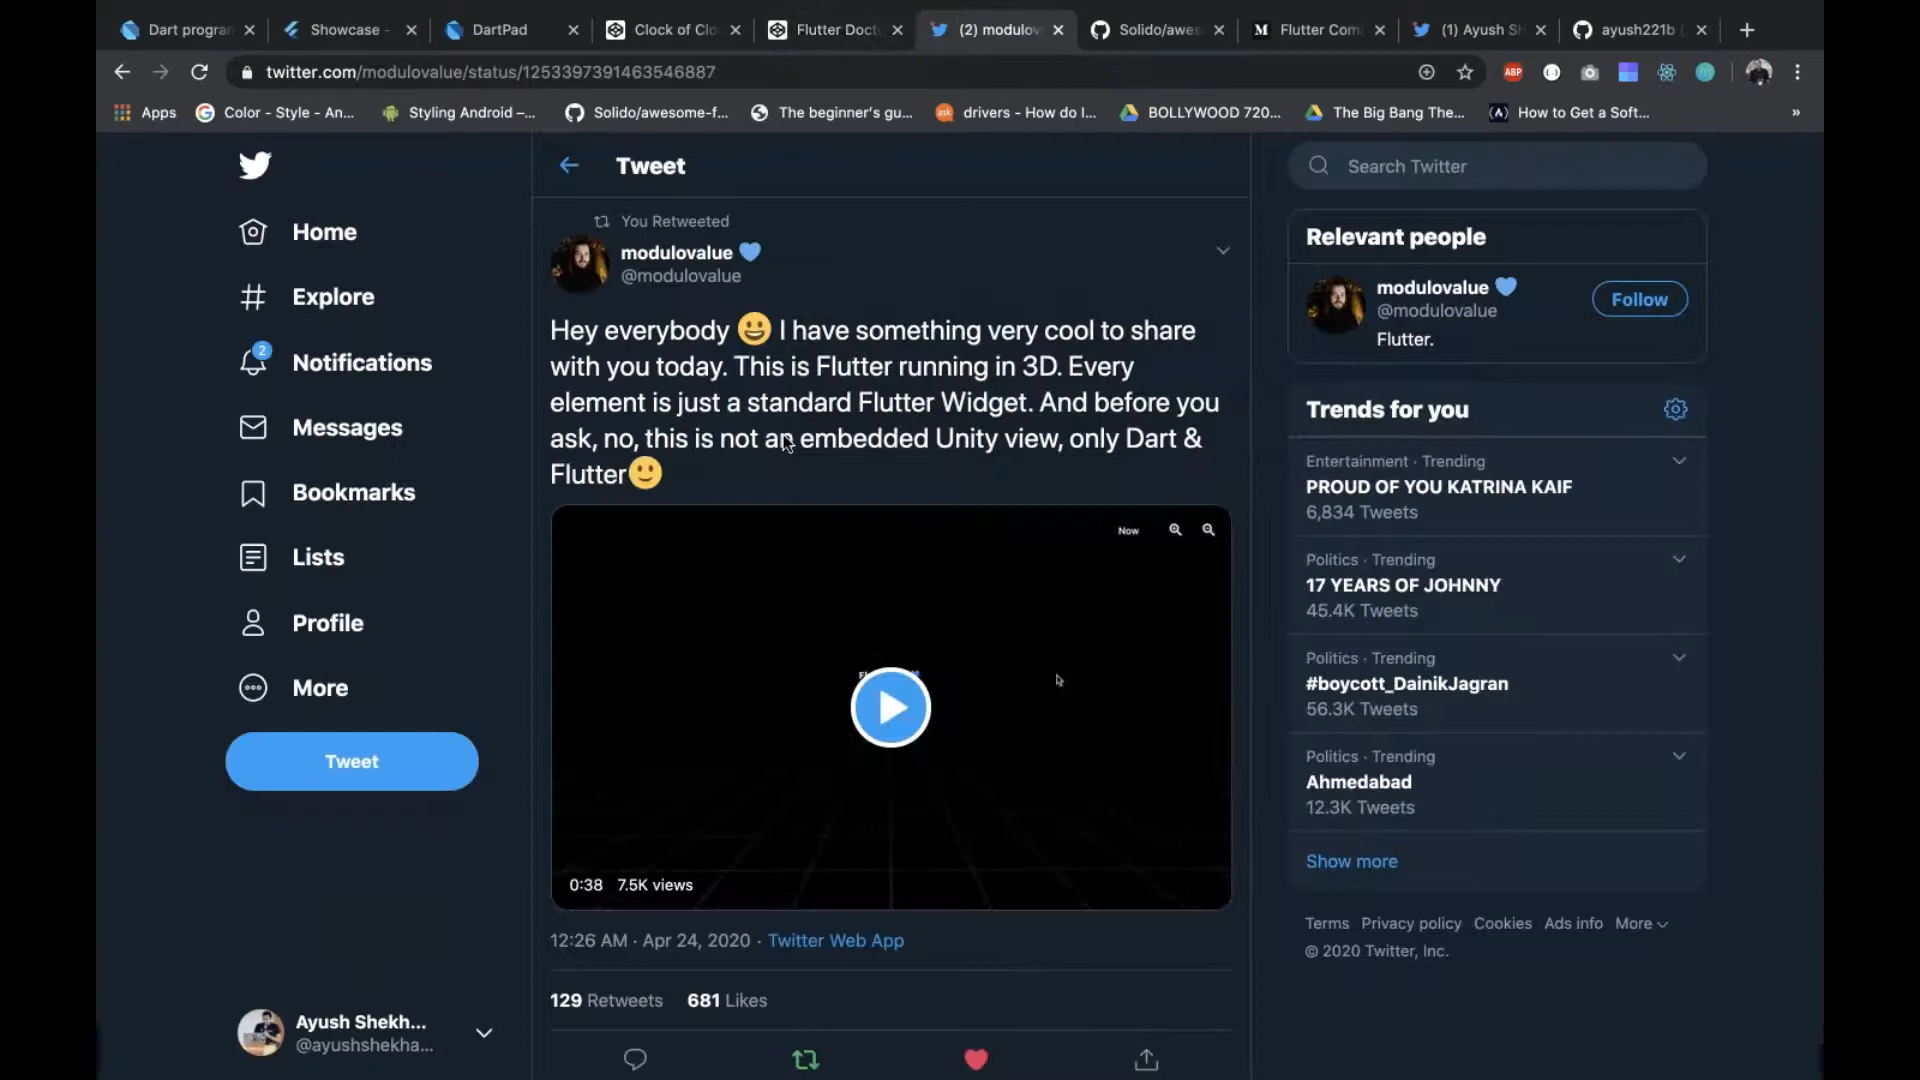 Dart progran
Showcase -
DartPad
Clock of Clo
Flutter Docto
(2) modulov
Solido/awes
Flutter Com
(1) Ayush Sh
ayush221b
twitter.com/modulovalue/status/1253397391463546887
ABP
Apps
Color - Style - An...
Styling Android –...
Solido/awesome-f...
The beginner's gu...
ask
drivers - How do I...
BOLLYWOOD 720...
The Big Bang The...
(A)
How to Get a Soft...
»
Home
Explore
2
Notifications
Messages
Bookmarks
Lists
Profile
More
Tweet
Ayush Shekh...
@ayushshekha...
Tweet
You Retweeted
modulovalue 💙
@modulovalue
Hey everybody 😀 I have something very cool to share
with you today. This is Flutter running in 3D. Every
element is just a standard Flutter Widget. And before you
ask, no, this is not an embedded Unity view, only Dart &
Flutter🙂
Now
0:38 7.5K views
12:26 AM · Apr 24, 2020 · Twitter Web App
129 Retweets 681 Likes
Search Twitter
Relevant people
modulovalue 💙
@modulovalue
Follow
Flutter.
Trends for you
Entertainment · Trending
PROUD OF YOU KATRINA KAIF
6,834 Tweets
Politics · Trending
17 YEARS OF JOHNNY
45.4K Tweets
Politics · Trending
#boycott_DainikJagran
56.3K Tweets
Politics · Trending
Ahmedabad
12.3K Tweets
Show more
Terms Privacy policy Cookies Ads info More
© 2020 Twitter, Inc.